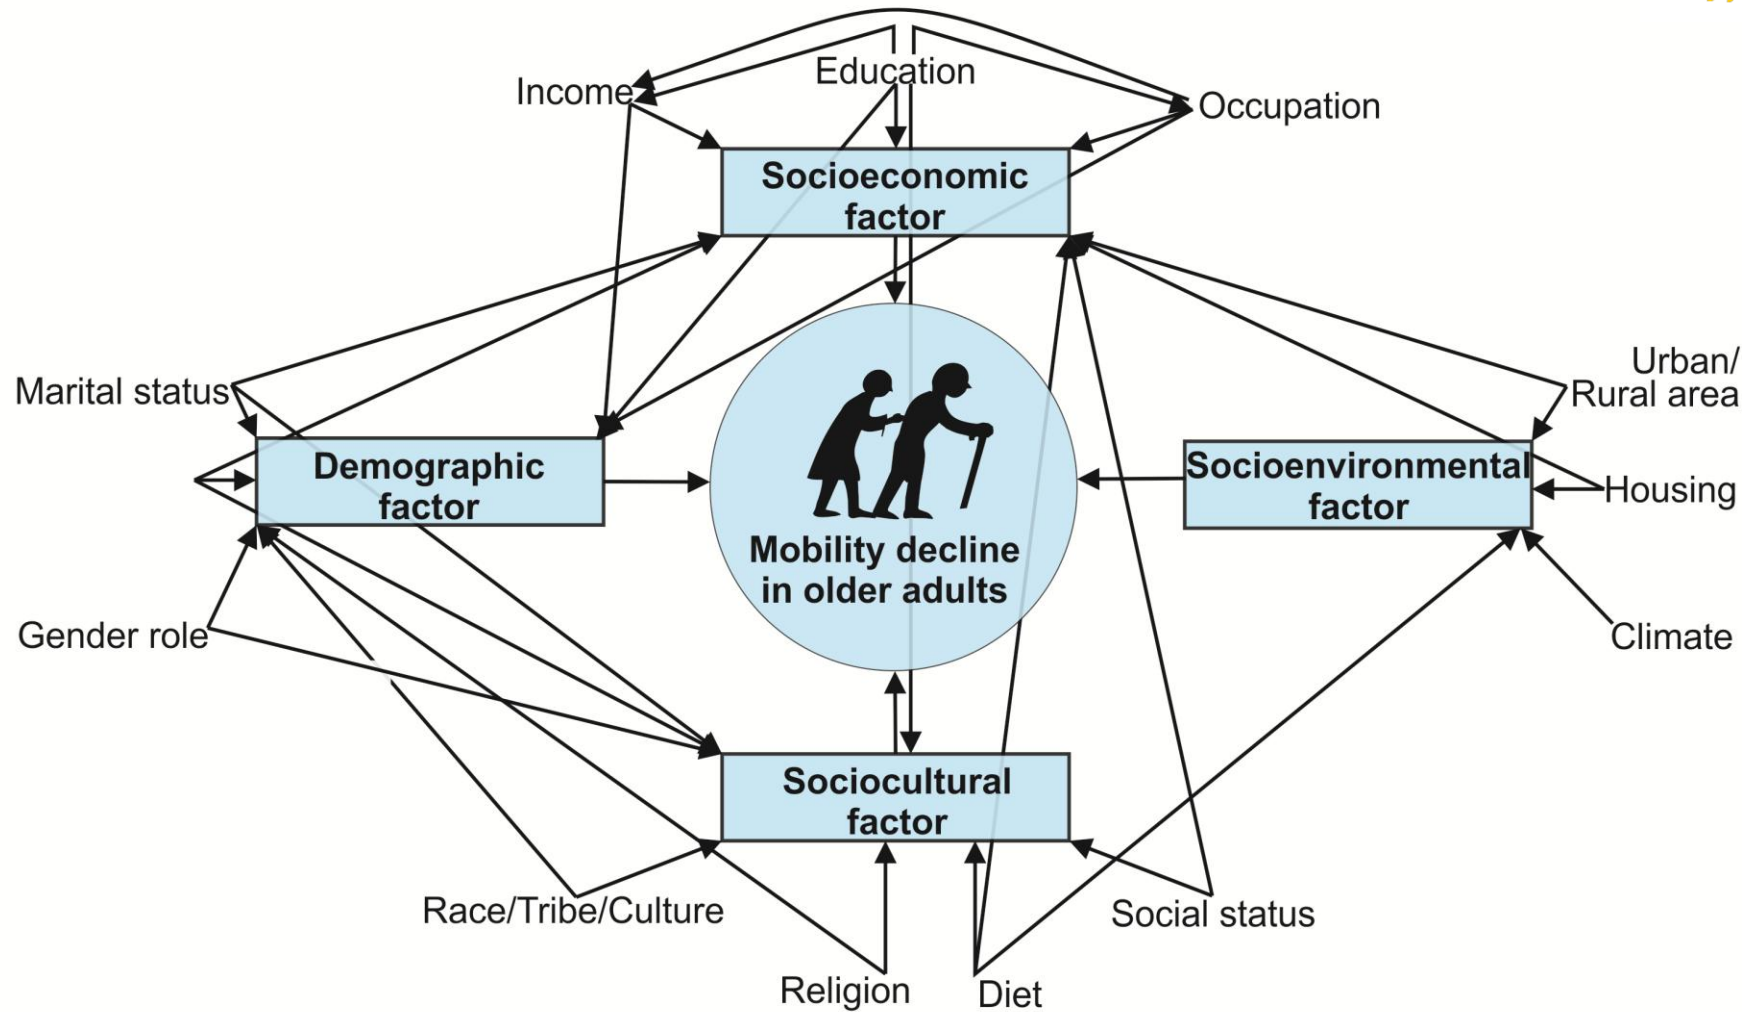 Education
Income
Occupation
Socioeconomic
factor
Urban/
Rural area
Marital status
Demographic
factor
Socioenvironmental
factor
Housing
Mobility decline
in older adults
Gender role
Climate
Sociocultural
factor
Race/Tribe/Culture
Social status
Religion
Diet